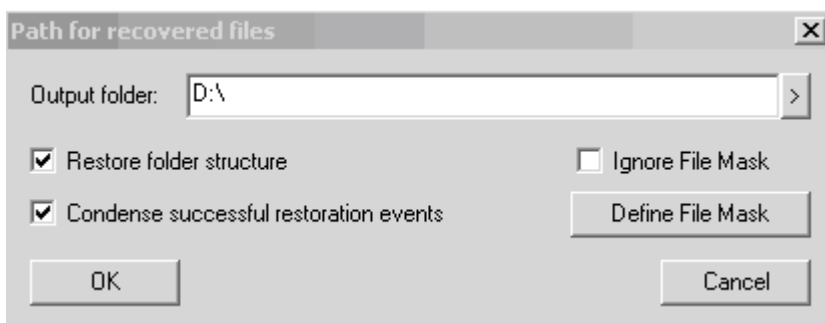 Path for recovered files
Output folder: D:\ >
Restore folder structure Ignore File Mask
Condense successful restoration events Define File Mask
OK Cancel